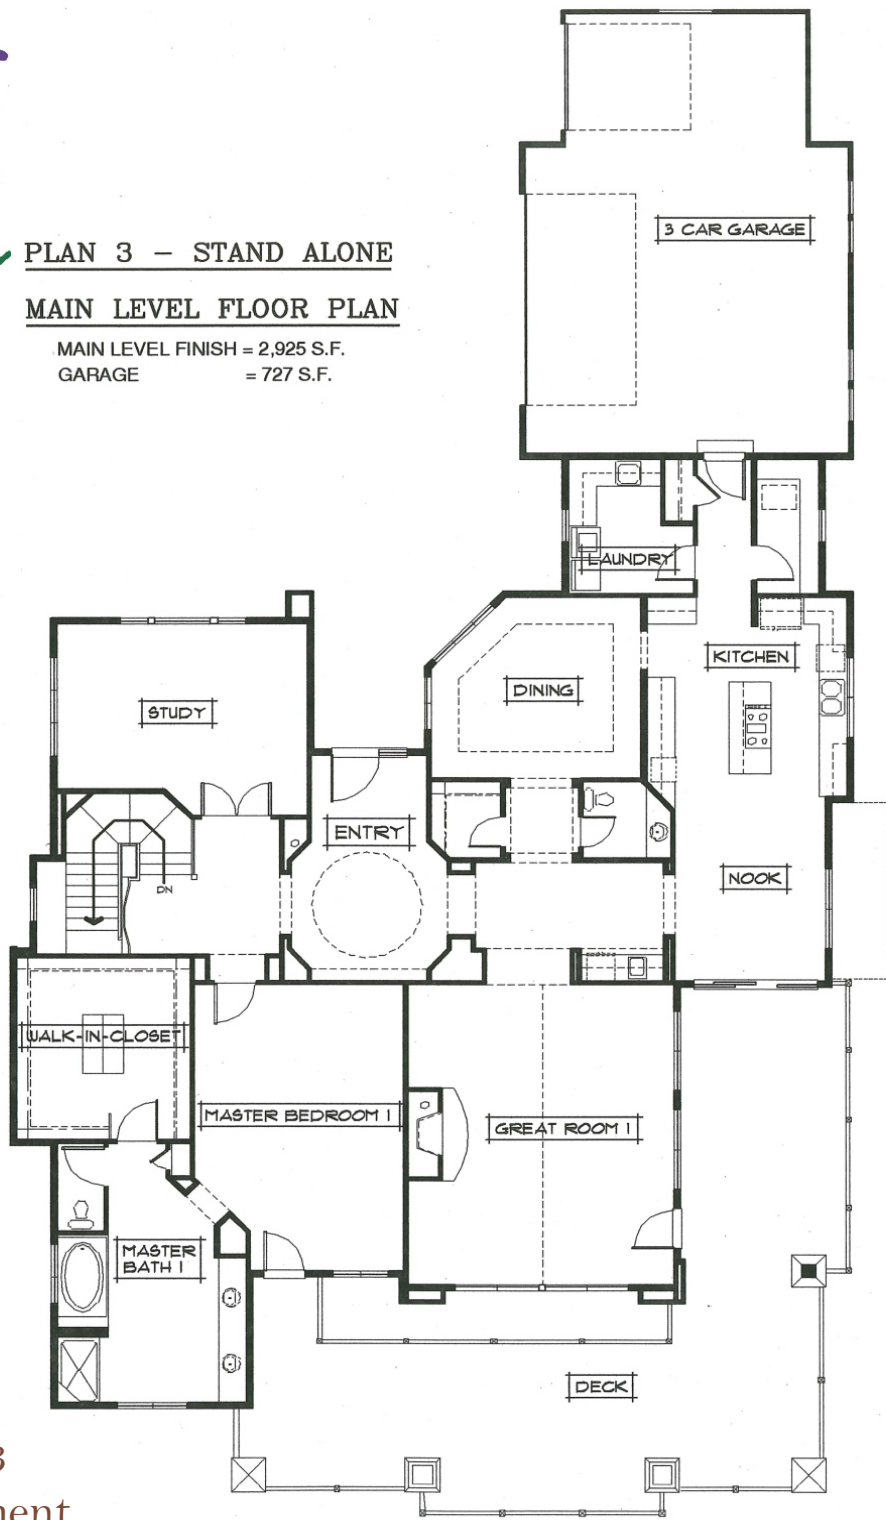 PLAN 3 – STAND ALONE
MAIN LEVEL FLOOR PLAN
MAIN LEVEL FINISH = 2,925 S.F.
GARAGE = 727 S.F.
3 CAR GARAGE
LAUNDRY
KITCHEN
DINING
STUDY
ENTRY
NOOK
DN
WALK-IN-CLOSET
MASTER BEDROOM 1
GREAT ROOM 1
MASTER
BATH 1
DECK
3